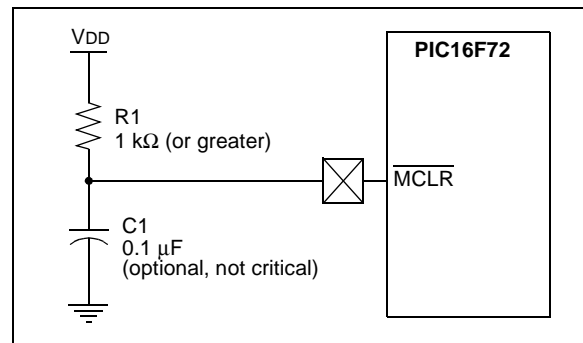 VDD
PIC16F72
R1
1 kΩ (or greater)
MCLR
C1
0.1 μF
(optional, not critical)